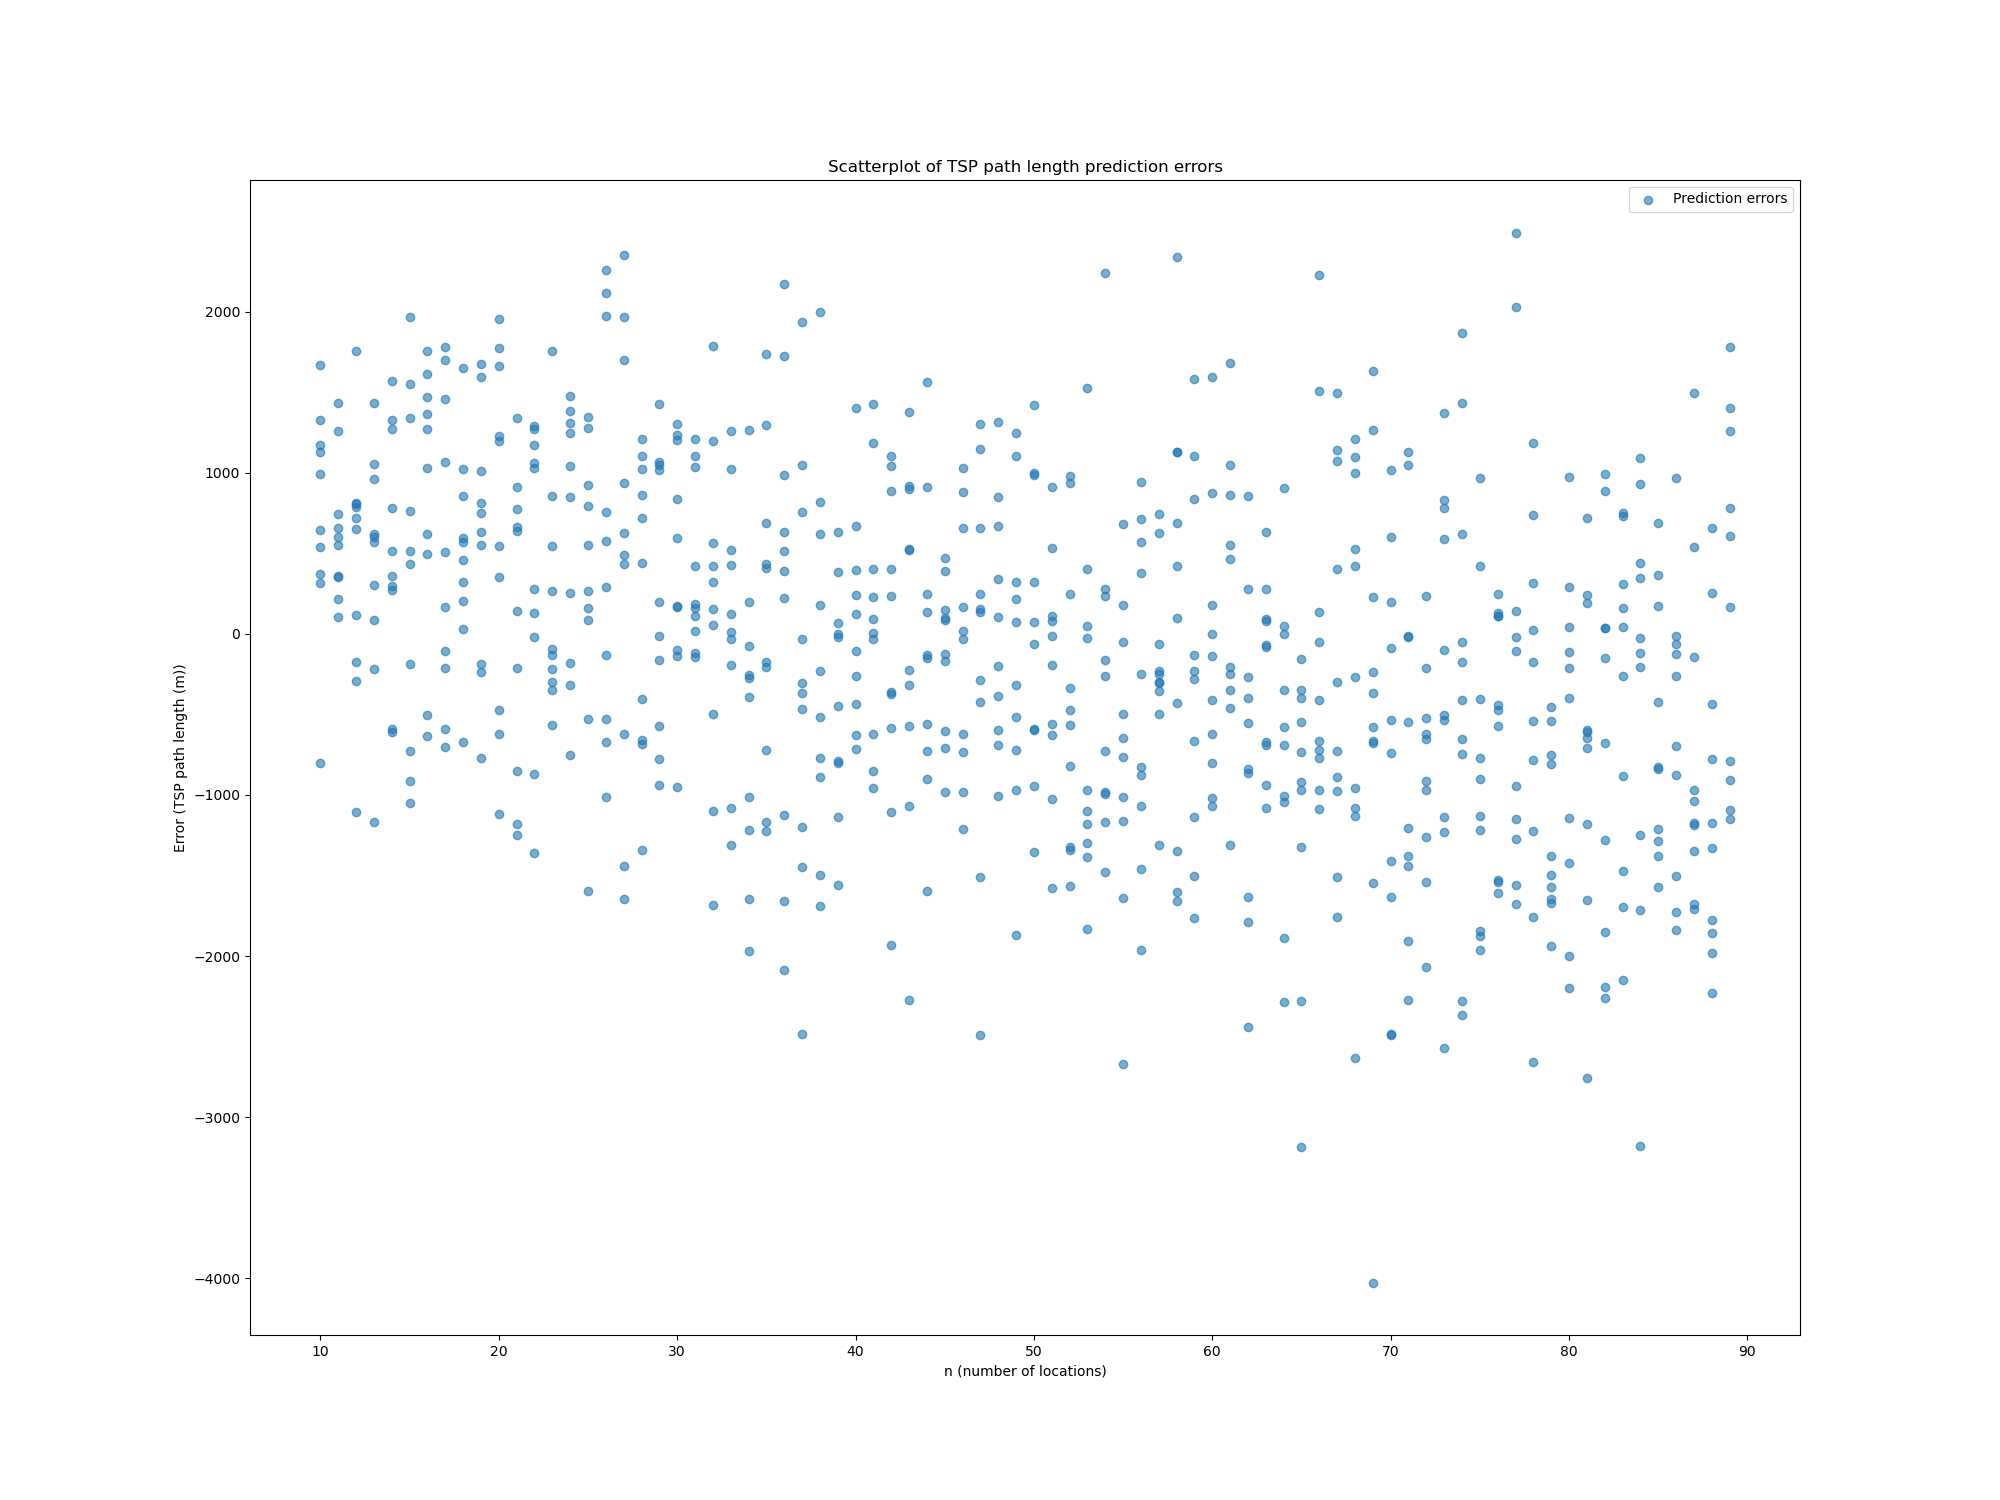 Scatterplot of TSP path length prediction errors
Prediction errors
2000
1000
0
−1000
−2000
−3000
−4000
Error (TSP path length (m))
10 20 30 40 50 60 70 80 90
n (number of locations)